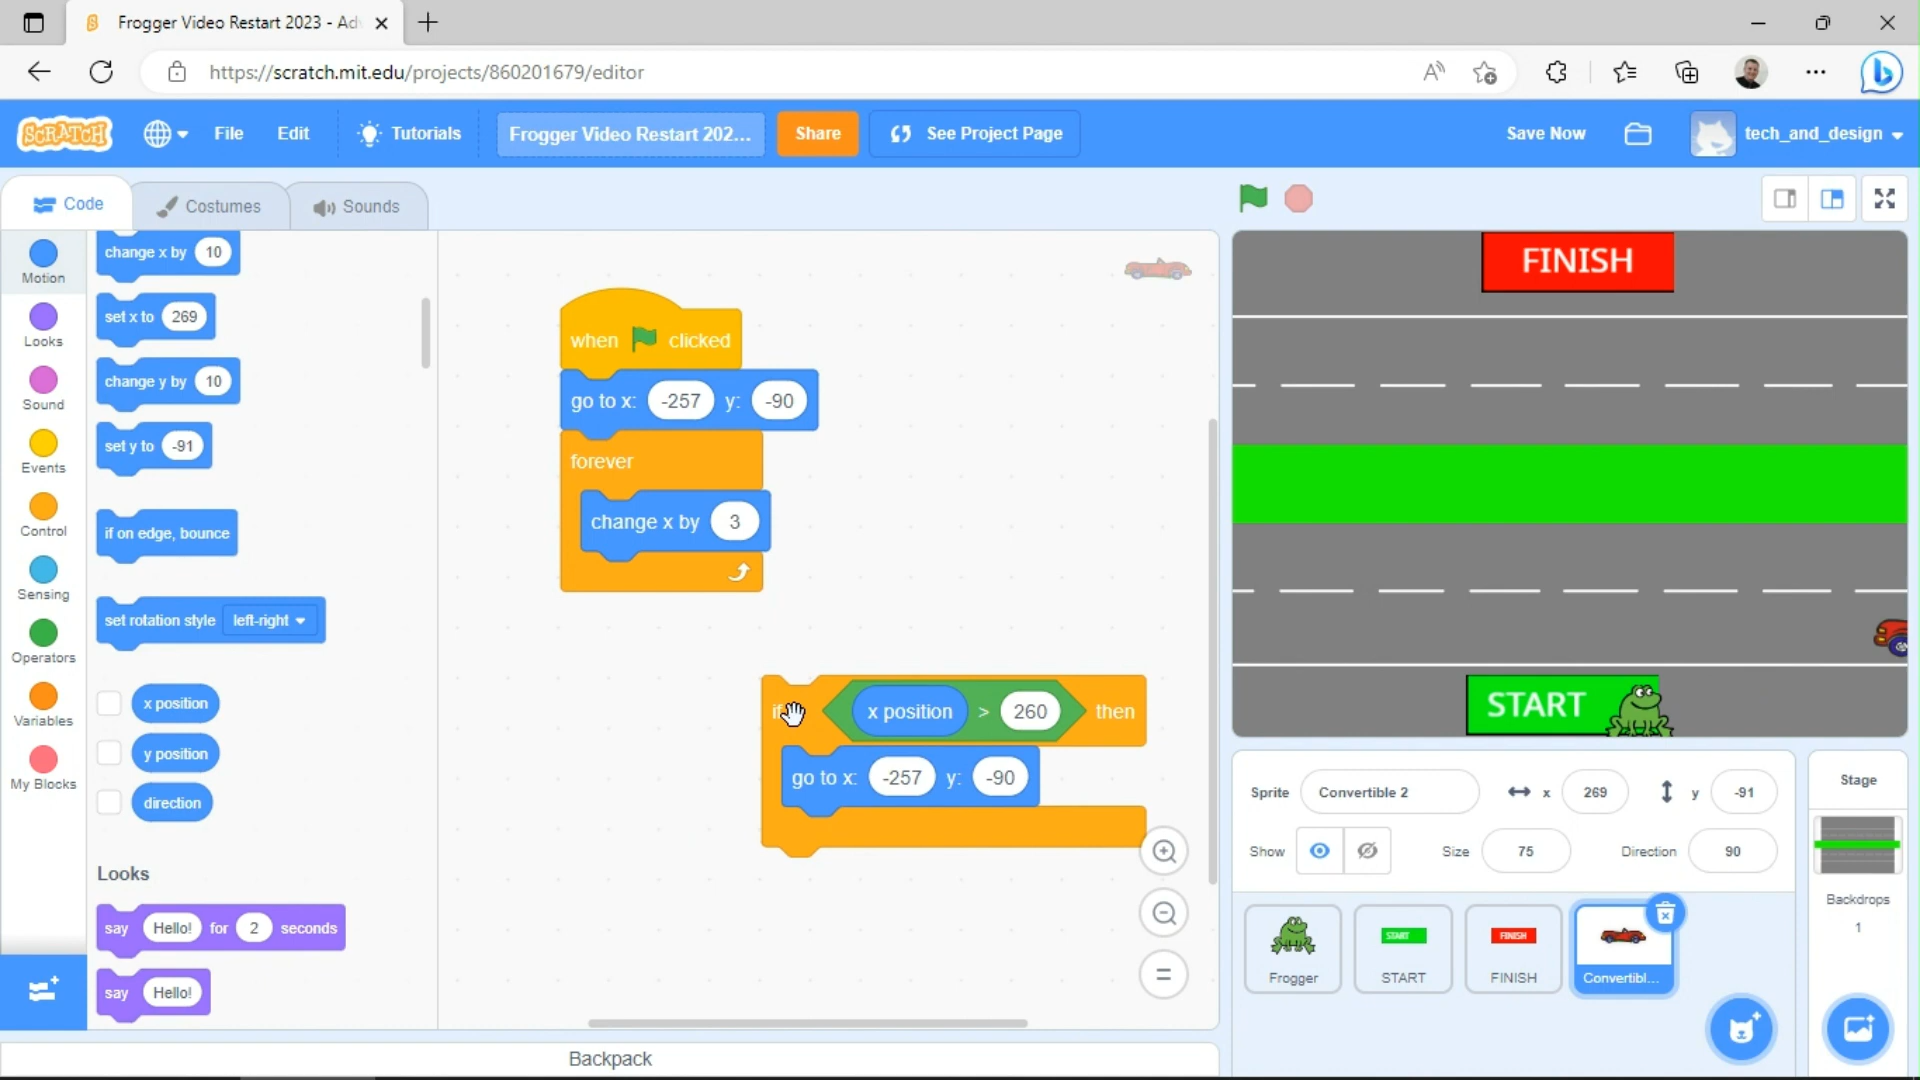 Frogger Video Restart 2023 - Ad
https://scratch.mit.edu/projects/860201679/editor
SCRATCH File Edit Tutorials Frogger Video Restart 202... Share See Project Page Save Now tech_and_design
Code Costumes Sounds
Motion
Looks
Sound
Events
Control
Sensing
Operators
Variables
My Blocks
change x by 10
set x to 269
change y by 10
set y to -91
if on edge, bounce
set rotation style left-right
x position
y position
direction
Looks
say Hello! for 2 seconds
say Hello!
when clicked
go to x: -257 y: -90
forever
change x by 3
if x position > 260 then
go to x: -257 y: -90
Backpack
FINISH
START
Sprite Convertible 2 x 269 y -91
Show Size 75 Direction 90
Frogger
START
START
FINISH
FINISH
Convertibl...
Stage
Backdrops
1